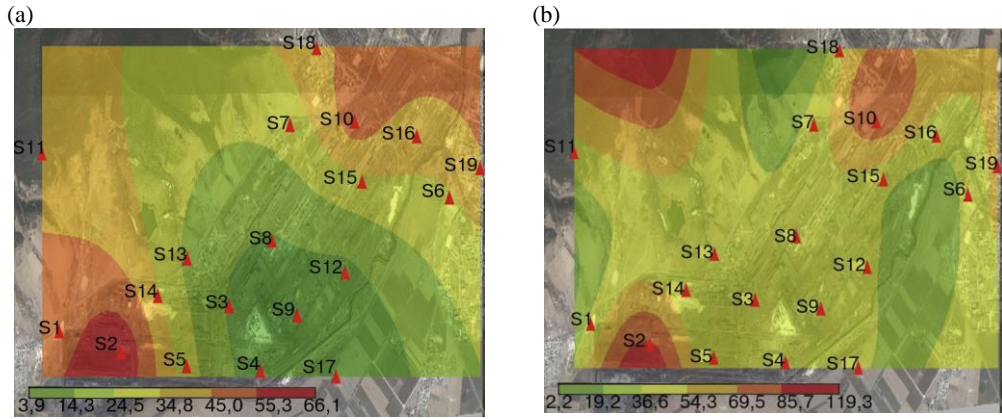 (a)
S18
S7
S10
S16
S11
S19
S15
S6
S8
S13
S12
S14
S3
S9
S1
S2
S5
S4
S17
3,9 14,3 24,5 34,8 45,0 55,3 66,1
(b)
S18
S7
S10
S16
S11
S19
S15
S6
S8
S13
S12
S14
S3
S9
S1
S2
S5
S4
S17
2,2 19,2 36,6 54,3 69,5 85,7 119,3